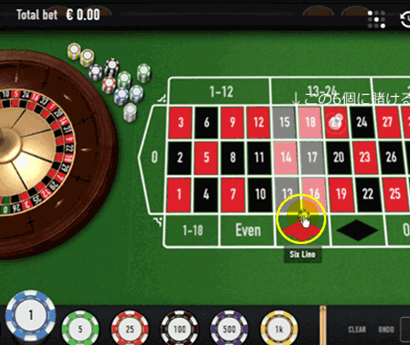 Total bet € 0.00
1-12 13-24
↓この6個に賭ける
3 6 9 12 15 18 24 27
0 2 5 8 11 14 17 20 23 26
1 4 7 10 13 16 19 22 25
1-18 Even
Six Line
1 5 25 100 500 1k
CLEAR UNDO